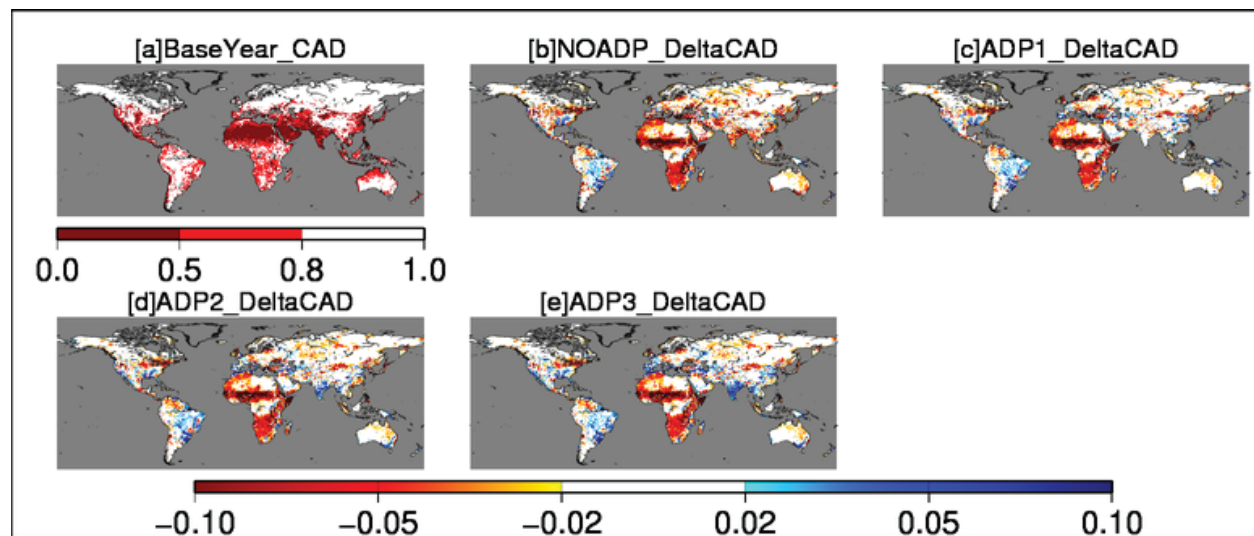 [a]BaseYear_CAD
[b]NOADP_DeltaCAD
[c]ADP1_DeltaCAD
0.0 0.5 0.8 1.0
[d]ADP2_DeltaCAD
[e]ADP3_DeltaCAD
−0.10 −0.05 −0.02 0.02 0.05 0.10